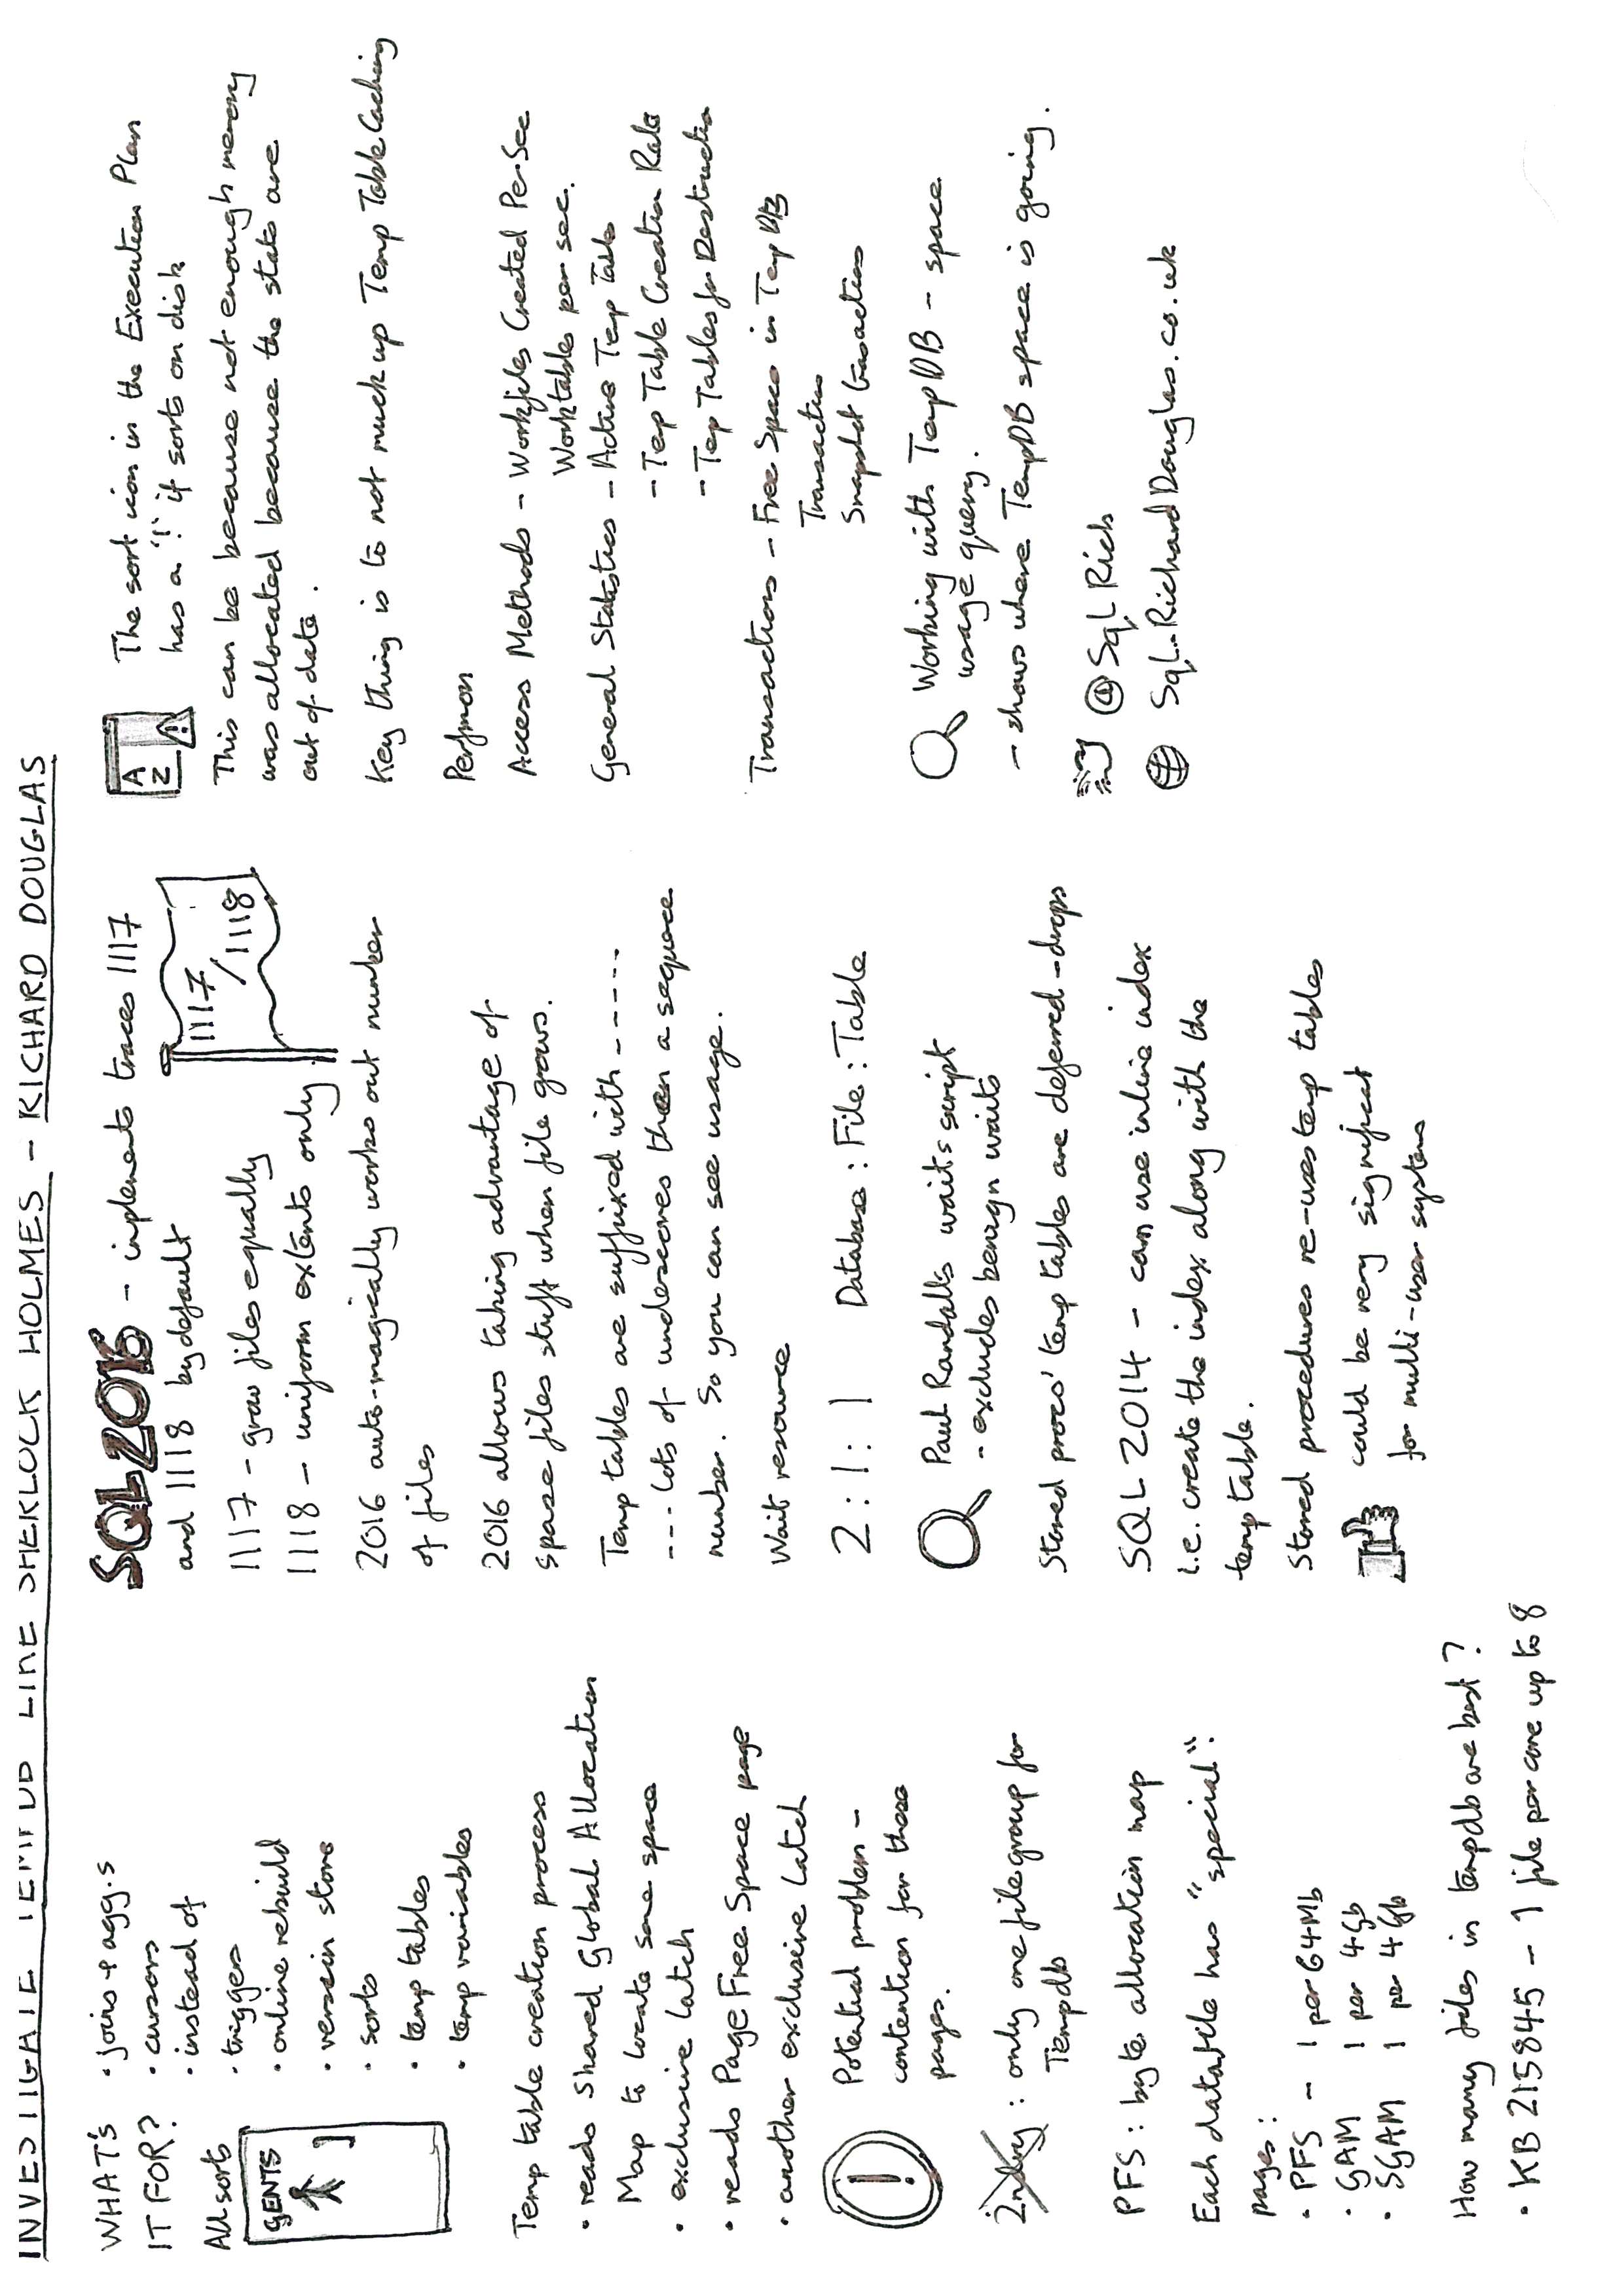 INVESTIGATE TEMPDB LIKE SHERLOCK HOLMES - RICHARD DOUGLAS
WHAT'S
IT FOR?
All sorts
GENTS
• joins + agg.s
• cursors
• instead of
• triggers
• online rebuild
• versoin store
• sorts
• temp tables
• temp variables
Temp table creation process
• reads Shared Global Allocation
Map to locate some space
• exclusive latch
• reads Page Free Space page
• another exclusive latch
!
Potential problem -
contention for these
pages.
2ndry : only one filegroup for
Tempdb
PFS : byte allocation map
Each datafile has "special"
pages :
• PFS - 1 per 64Mb
• GAM 1 per 4Gb
• SGAM 1 per 4Gb
How many files in tempdb are best ?
• KB 215845 - 1 file per core up to 8
SQL2016 - implements traces 1117
and 1118 by default
1117
/1118
1117 - grow files equally
1118 - uniform extents only
2016 auto-magically works out number
of files
2016 allows taking advantage of
sparse files stuff when file grows.
Temp tables are suffixed with -----
--- lots of underscores then a sequence
number. So you can see usage.
Wait resource
2 : 1 : 1 Database : File : Table
Paul Randall's waits script
- excludes benign waits
Stored procs' temp tables are deferred - drops
SQL 2014 - can use inline index
i.e. create the index along with the
temp table.
Stored procedures re-uses temp tables
could be very significat
for multi-user systems
A
Z
!
The sort icon in the Execution Plan
has a '!' if sorts on disk
This can be because not enough memory
was allocated because the stats are
out of date .
Key thing is to not muck up Temp Table Caching
Perfmon
Access Methods - Workfiles Created Per Sec
Worktables per sec.
General Statistics - Active Temp Table
- Temp Table Creation Rate
- Temp Tables for Destruction
Transactions - Free Space in TempDB
Transactions
Snapshot transactions
Working with TempDB - space
usage query.
- shows where TempDB space is going.
@SqlRich
Sql.RichardDouglas.co.uk